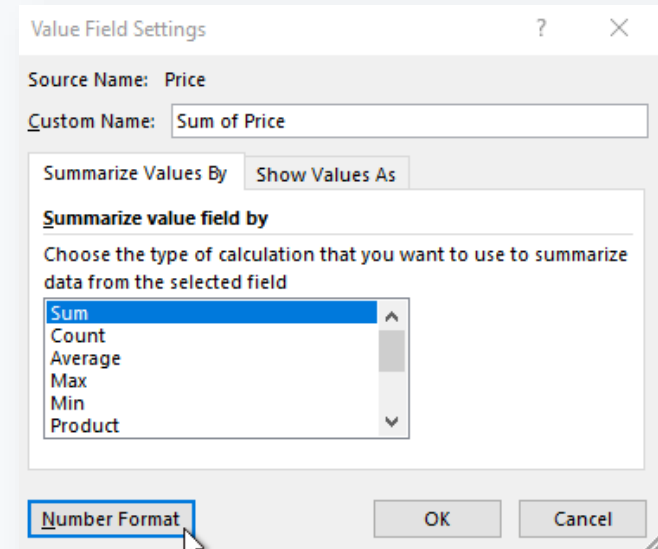 Value Field Settings ? ×
Source Name: Price
Custom Name: Sum of Price
Summarize Values By Show Values As
Summarize value field by
Choose the type of calculation that you want to use to summarize
data from the selected field
Sum
Count
Average
Max
Min
Product
Number Format OK Cancel